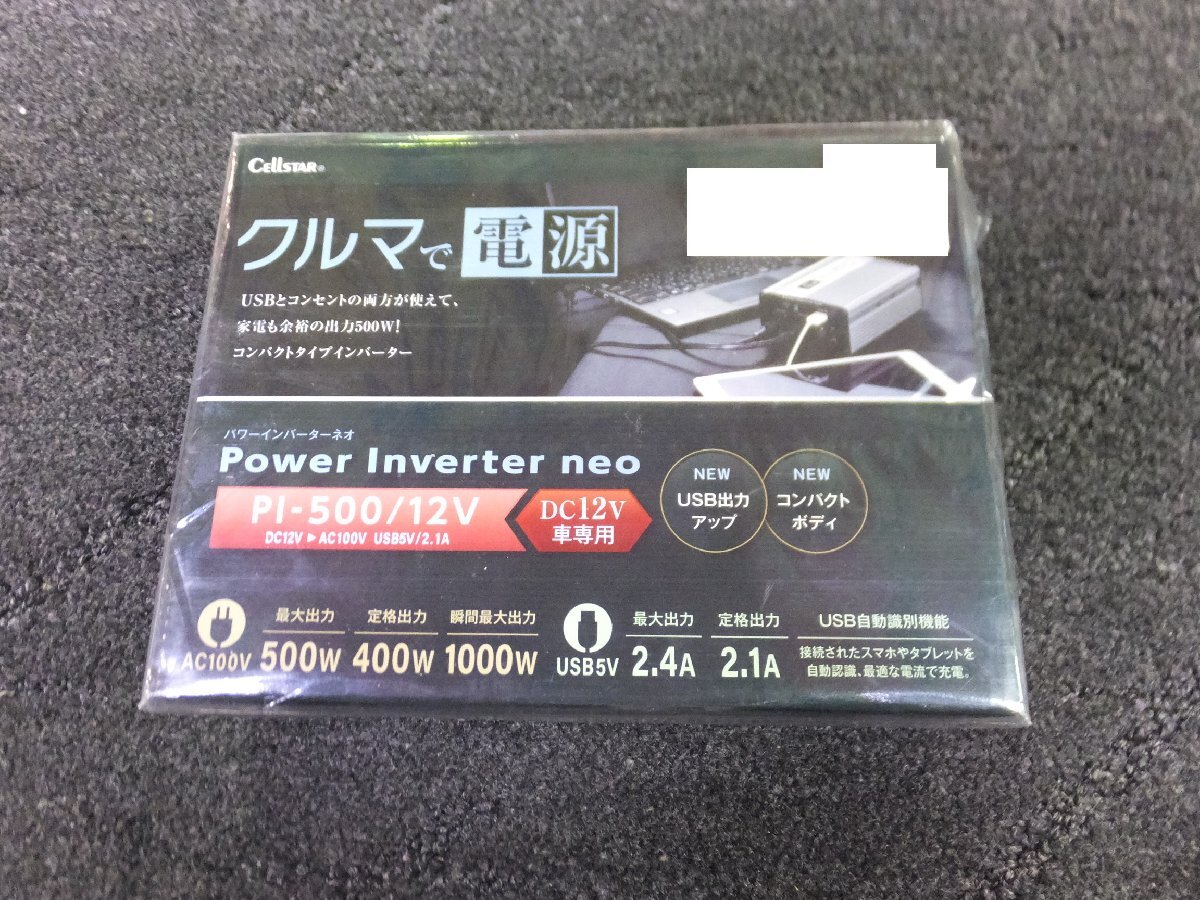 CELLSTAR®
クルマで電源
USBとコンセントの両方が使えて、
家電も余裕の出力500W!
コンパクトタイプインバーター
パワーインバーターネオ
Power Inverter neo
PI-500/12V
DC12V ▶ AC100V USB5V/2.1A
DC12V
車専用
NEW
USB出力
アップ
NEW
コンパクト
ボディ
AC100V
最大出力
500W
定格出力
400W
瞬間最大出力
1000W
USB5V
最大出力
2.4A
定格出力
2.1A
USB自動識別機能
接続されたスマホやタブレットを
自動認識、最適な電流で充電。